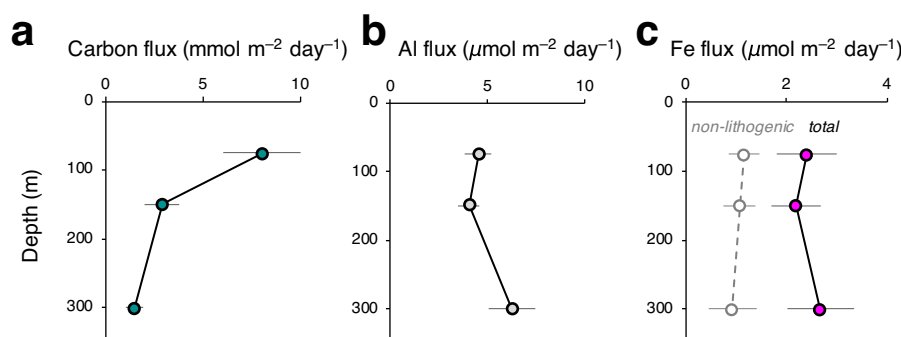 a
Carbon flux (mmol m⁻² day⁻¹)
0 5 10
0
100
200
300
Depth (m)
b
Al flux (μmol m⁻² day⁻¹)
0 5 10
0
100
200
300
c
Fe flux (μmol m⁻² day⁻¹)
0 2 4
0
non-lithogenic total
100
200
300